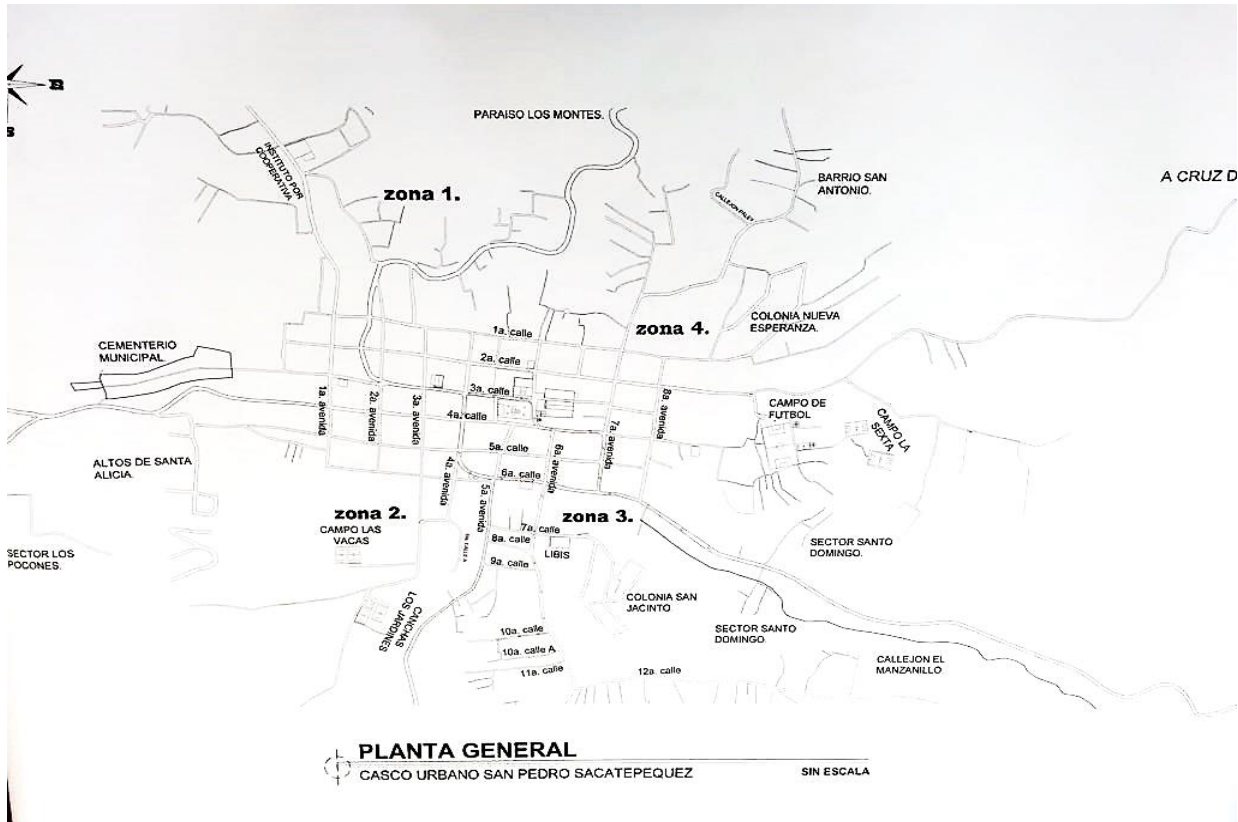 PARAISO LOS MONTES.
INSTITUTO POR
COOPERATIVA
zona 1.
CALLEJON PALEY
BARRIO SAN
ANTONIO.
A CRUZ D
S
1a. calle
zona 4.
COLONIA NUEVA
ESPERANZA.
CEMENTERIO
MUNICIPAL
2a. calle
3a. calle
4a. calle
1a. avenida
2a. avenida
3a. avenida
7a. avenida
8a. avenida
CAMPO DE
FUTBOL
CAMPO LA
SEXTA
5a. calle
6a. avenida
6a. calle
4a. avenida
5a. avenida
ALTOS DE SANTA
ALICIA.
zona 2.
CAMPO LAS
VACAS
zona 3.
7a. calle
8a. calle
LIBIS
9a. calle
SECTOR LOS
POCONES.
SECTOR SANTO
DOMINGO.
CANCHAS
LOS JARDINES
COLONIA SAN
JACINTO
SECTOR SANTO
DOMINGO.
10a. calle
10a. calle A
11a. calle
12a. calle
CALLEJON EL
MANZANILLO.
PLANTA GENERAL
CASCO URBANO SAN PEDRO SACATEPEQUEZ
SIN ESCALA